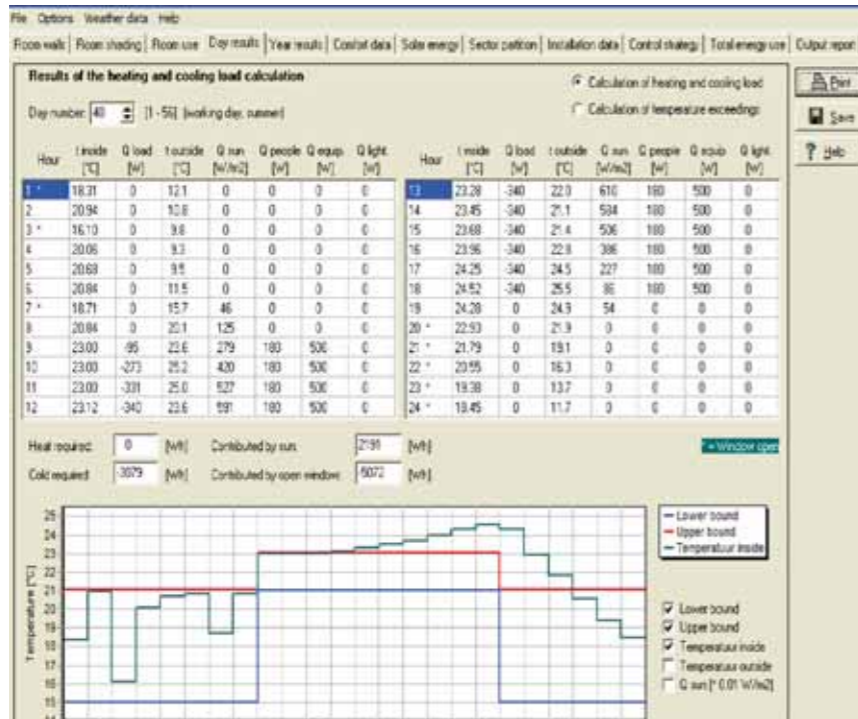 File Options Weather data Help
Room walls Room shading Room use Day results Year results Comfort data Solar energy Sector partition Installation data Control strategy Total energy use Output report
Results of the heating and cooling load calculation
Calculation of heating and cooling load
Calculation of temperature exceedings
Day number: 40 [1 - 56] (working day, summer)
Print
Save
Help
Hour t inside [°C] Q load [W] t outside [°C] Q sun [W/m2] Q people [W] Q equip. [W] Q light. [W]
1 * 18.31 0 12.1 0 0 0 0
2 20.94 0 10.8 0 0 0 0
3 * 16.10 0 9.8 0 0 0 0
4 20.06 0 9.3 0 0 0 0
5 20.68 0 9.5 0 0 0 0
6 20.84 0 11.5 0 0 0 0
7 * 18.71 0 15.7 46 0 0 0
8 20.84 0 20.1 125 0 0 0
9 23.00 -95 23.6 279 180 500 0
10 23.00 -273 25.2 420 180 500 0
11 23.00 -331 25.0 527 180 500 0
12 23.12 -340 23.6 591 180 500 0
Hour t inside [°C] Q load [W] t outside [°C] Q sun [W/m2] Q people [W] Q equip. [W] Q light. [W]
13 23.28 -340 22.0 610 180 500 0
14 23.45 -340 21.1 584 180 500 0
15 23.68 -340 21.4 506 180 500 0
16 23.96 -340 22.8 386 180 500 0
17 24.25 -340 24.5 227 180 500 0
18 24.52 -340 25.5 86 180 500 0
19 24.28 0 24.3 54 0 0 0
20 * 22.93 0 21.9 0 0 0 0
21 * 21.79 0 19.1 0 0 0 0
22 * 20.55 0 16.3 0 0 0 0
23 * 19.38 0 13.7 0 0 0 0
24 * 18.45 0 11.7 0 0 0 0
Heat required: 0 [Wh] Contributed by sun: 2191 [Wh]
* = Window open
Cold required: -3079 [Wh] Contributed by open window: -5072 [Wh]
Temperature [°C]
25
24
23
22
21
20
19
18
17
16
15
Lower bound
Upper bound
Temperatuur inside
Lower bound
Upper bound
Temperatuur inside
Temperatuur outside
Q sun [* 0.01 W/m2]